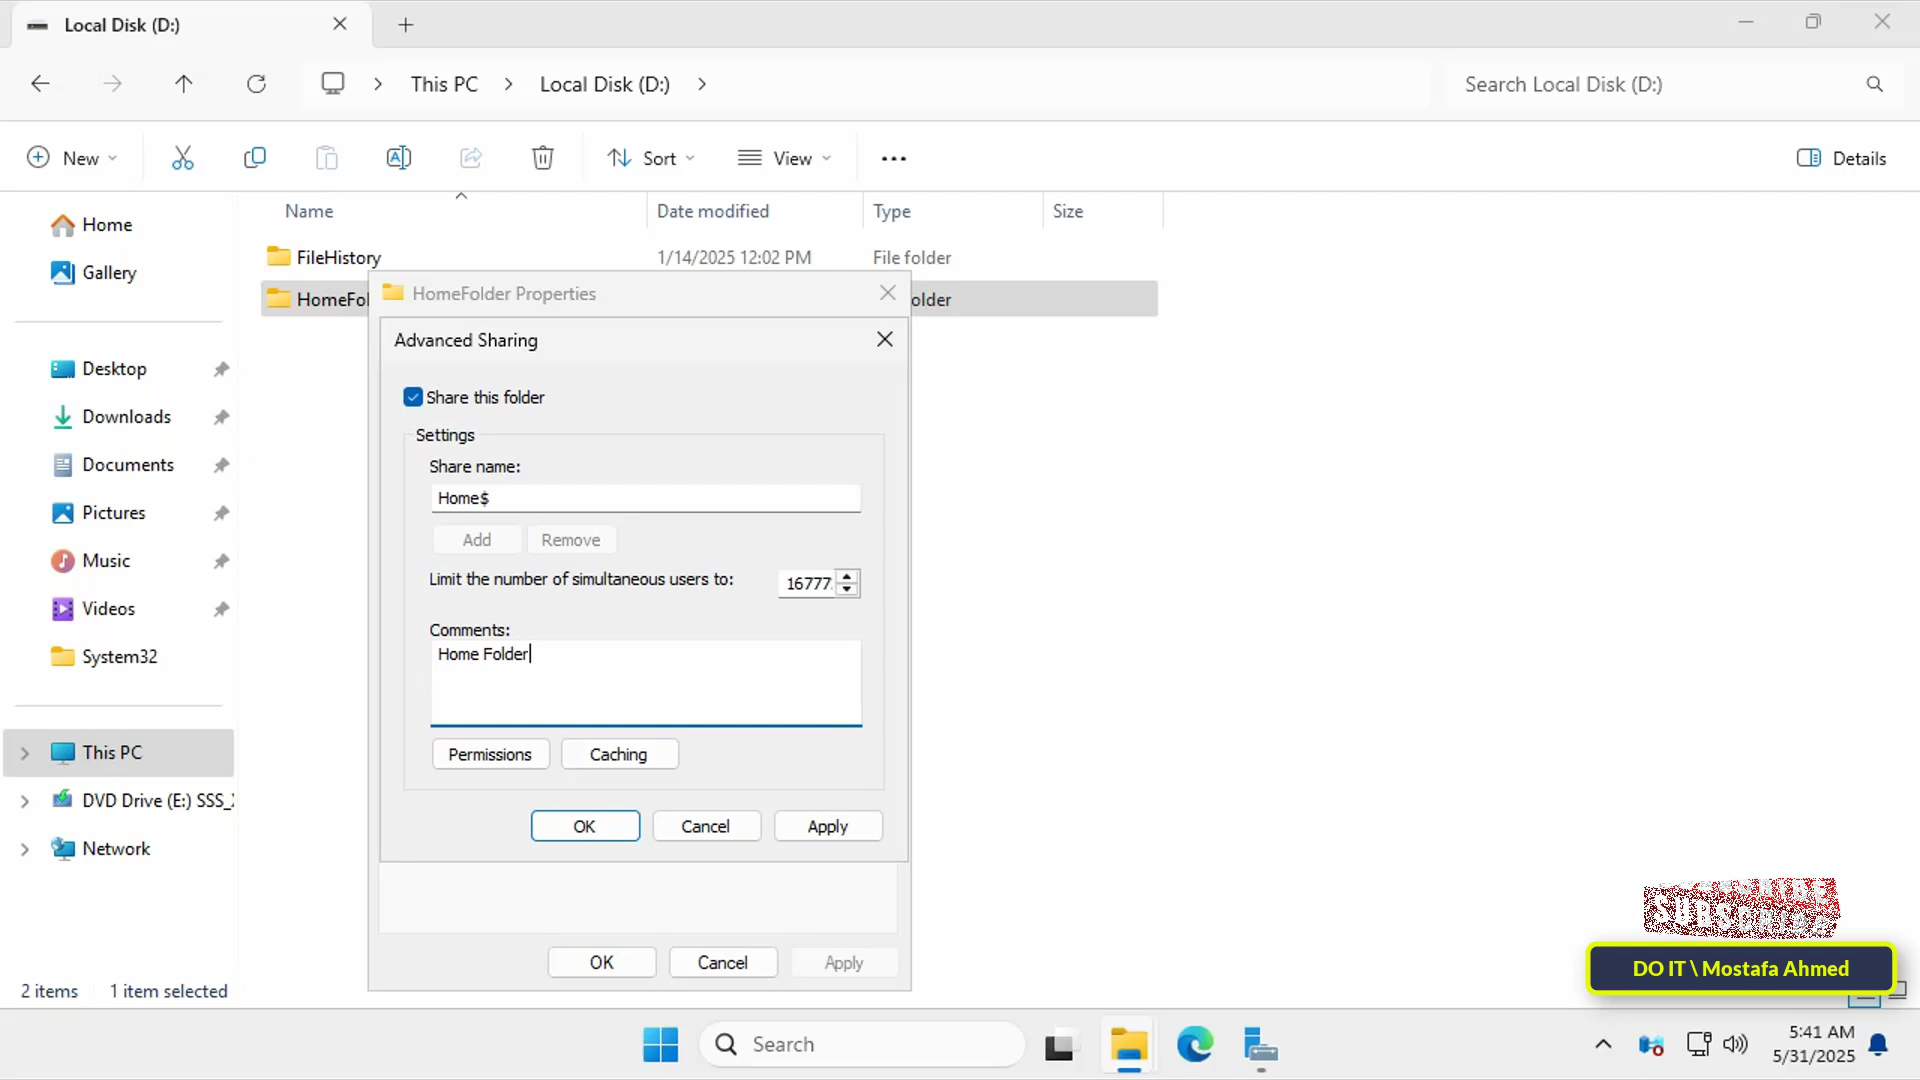 Local Disk (D:)
This PC
Local Disk (D:)
Search Local Disk (D:)
New
Sort
View
Details
Home
Gallery
Desktop
Downloads
Documents
Pictures
Music
Videos
System32
This PC
DVD Drive (E:) SSS_
Network
Name
Date modified
Type
Size
FileHistory
1/14/2025 12:02 PM
File folder
HomeFol
older
HomeFolder Properties
Advanced Sharing
Share this folder
Settings
Share name:
Home$
Add
Remove
Limit the number of simultaneous users to:
16777
Comments:
Home Folder
Permissions
Caching
OK
Cancel
Apply
OK
Cancel
Apply
2 items
1 item selected
SUBSCRIBE
DO IT \ Mostafa Ahmed
Search
5:41 AM
5/31/2025